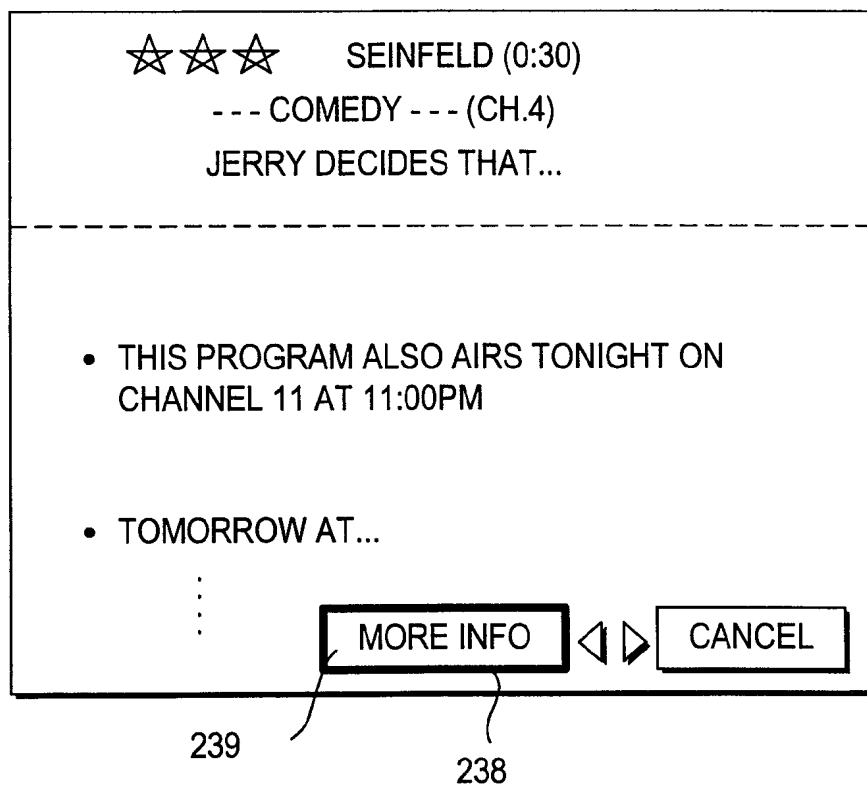 SEINFELD (0:30)
--- COMEDY --- (CH.4)
JERRY DECIDES THAT...
• THIS PROGRAM ALSO AIRS TONIGHT ON
CHANNEL 11 AT 11:00PM
• TOMORROW AT...
MORE INFO
CANCEL
239
238